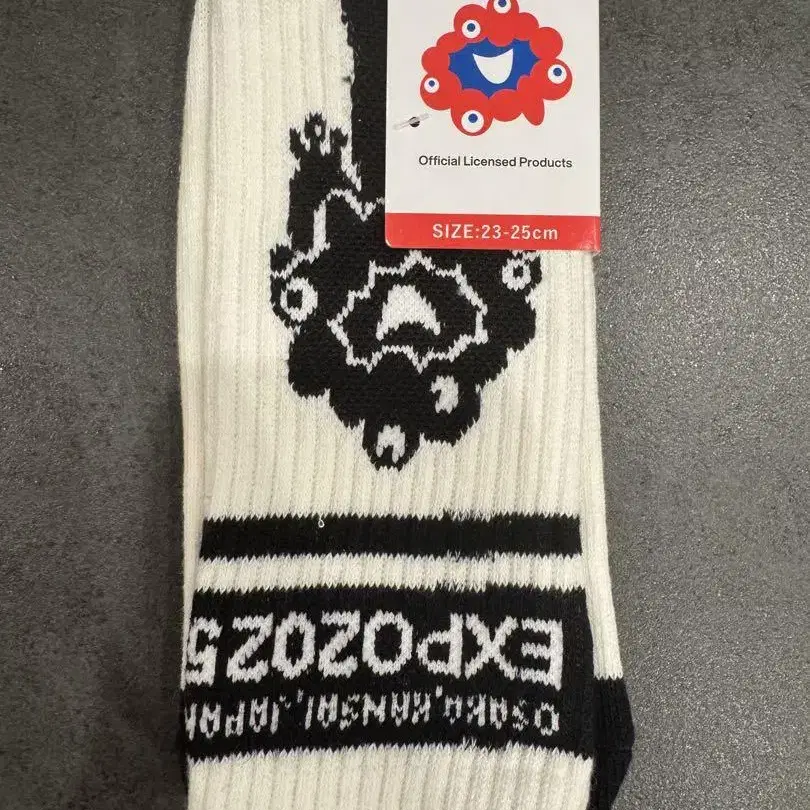 Official Licensed Products
SIZE:23-25cm
EXPO2025
OSAKA,KANSAI,JAPAN